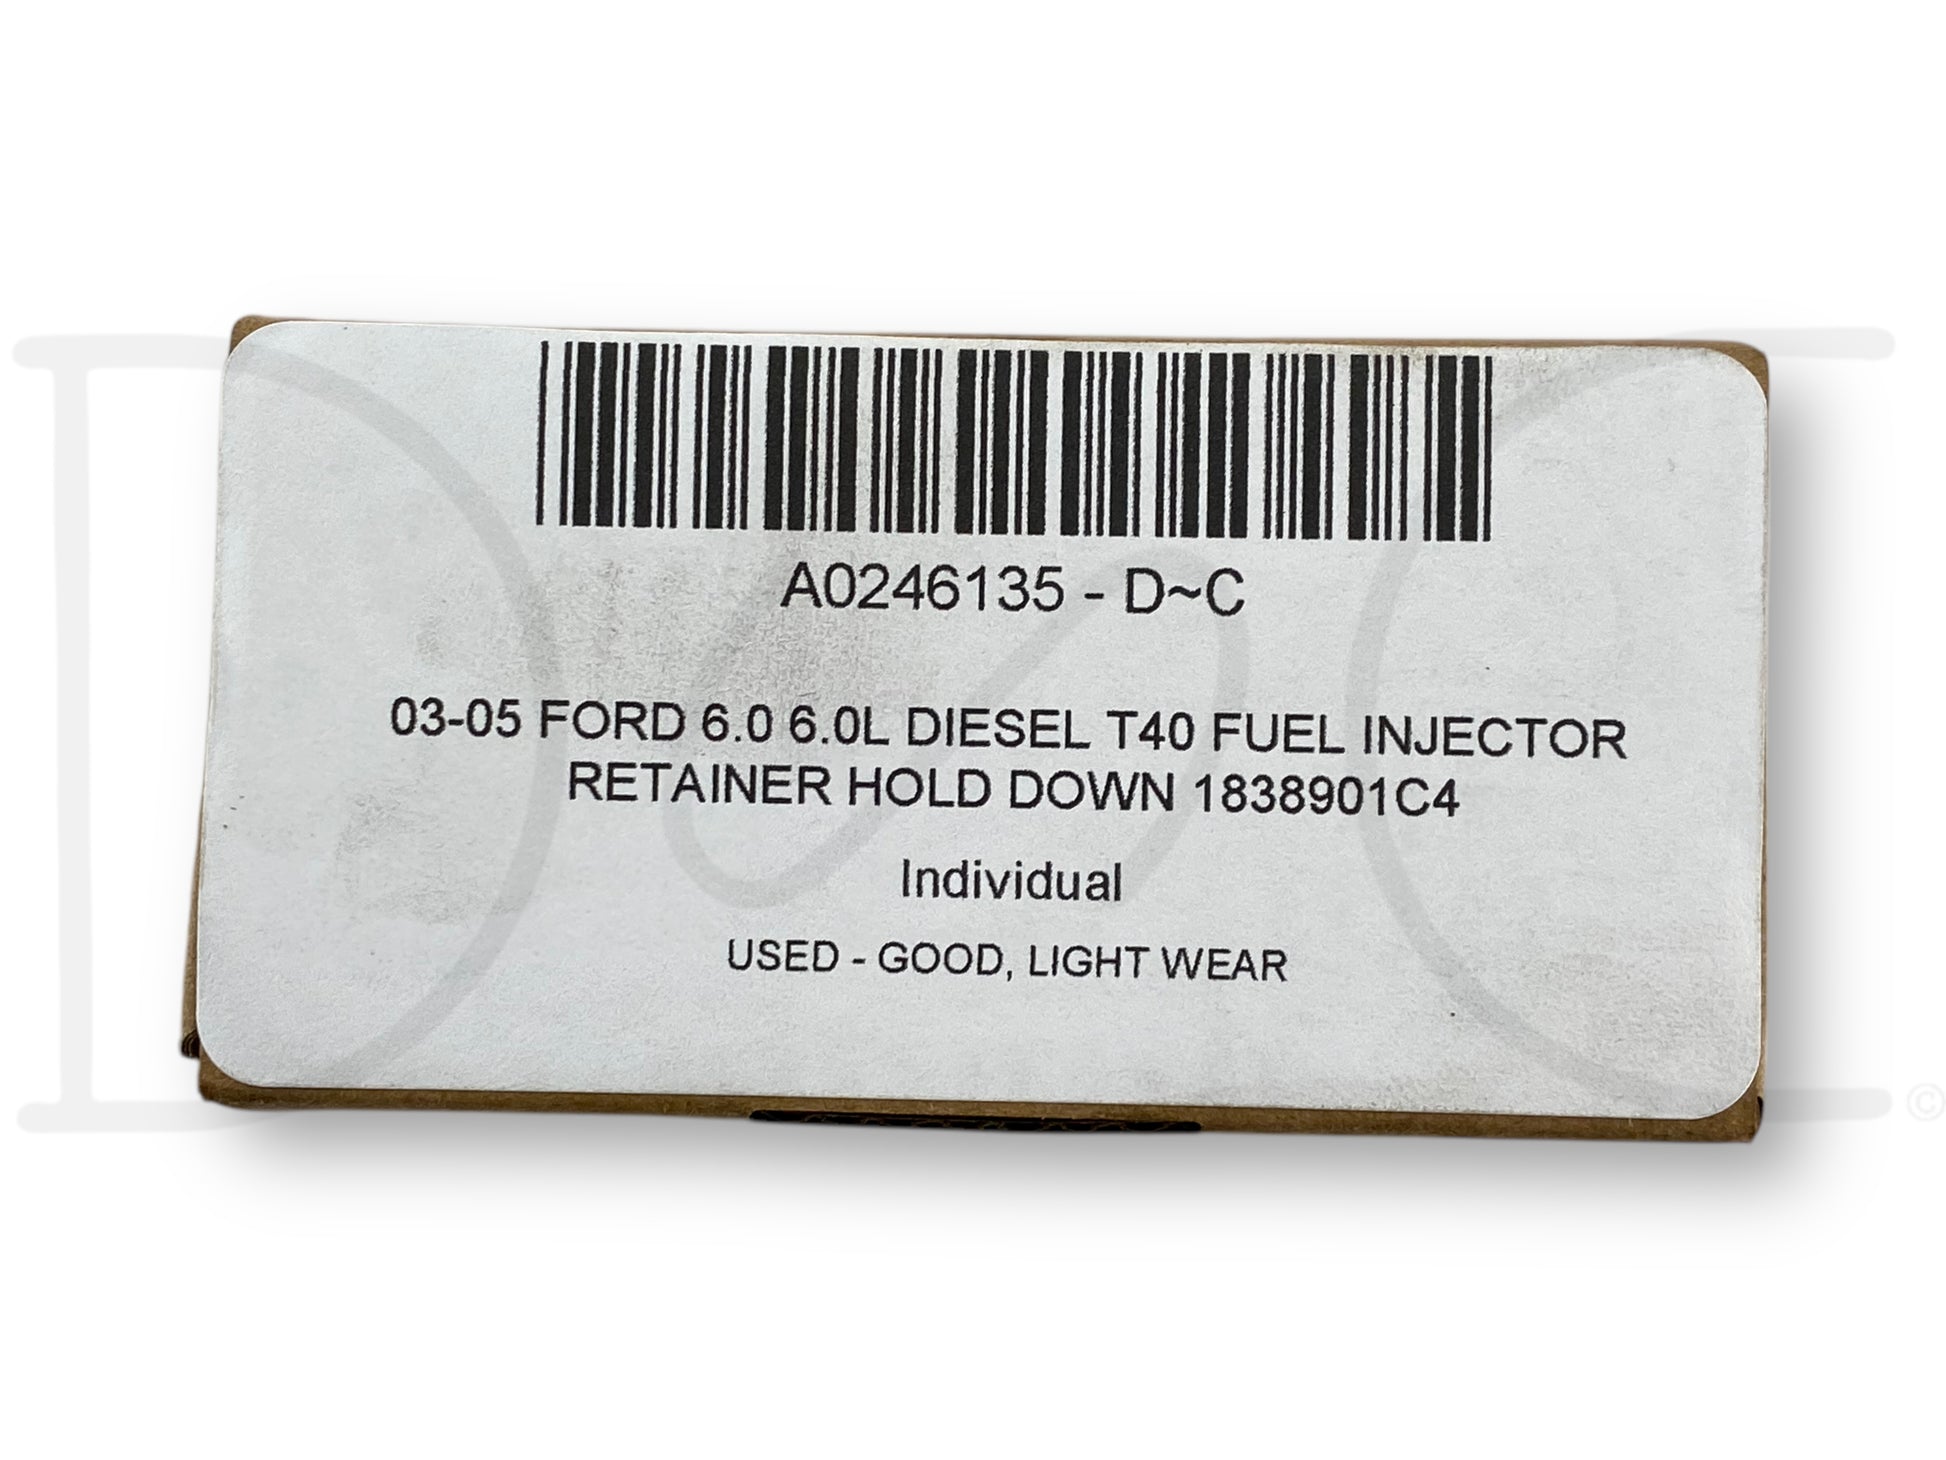 A0246135 - D~C
03-05 FORD 6.0 6.0L DIESEL T40 FUEL INJECTOR
RETAINER HOLD DOWN 1838901C4
Individual
USED - GOOD, LIGHT WEAR
D~C
©